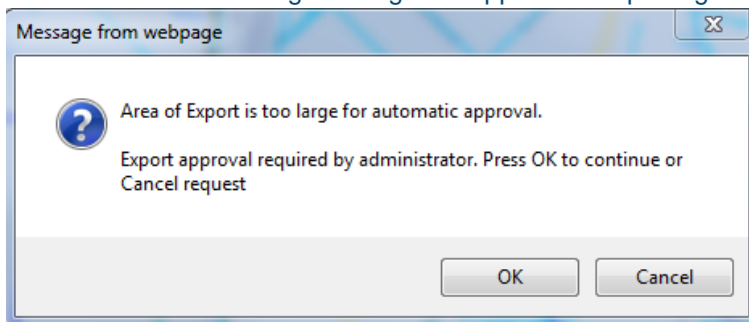 Message from webpage
Area of Export is too large for automatic approval.
Export approval required by administrator. Press OK to continue or
Cancel request
OK
Cancel